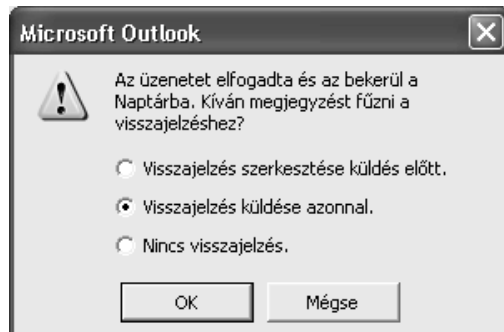 Microsoft Outlook
Az üzenetet elfogadta és az bekerül a
Naptárba. Kíván megjegyzést fűzni a
visszajelzéshez?
Visszajelzés szerkesztése küldés előtt.
Visszajelzés küldése azonnal.
Nincs visszajelzés.
OK
Mégse